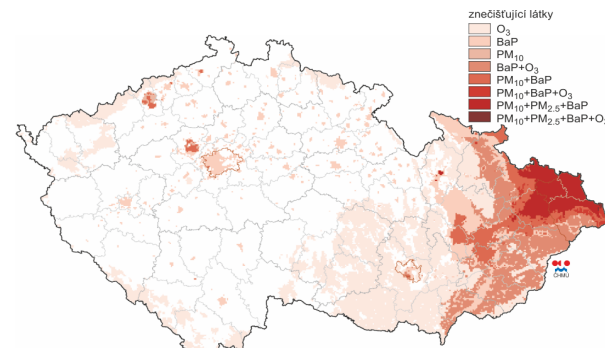 znečišťující látky
O₃
BaP
PM₁₀
BaP+O₃
PM₁₀+BaP
PM₁₀+BaP+O₃
PM₁₀+PM₂.₅+BaP
PM₁₀+PM₂.₅+BaP+O₃
ČHMÚ